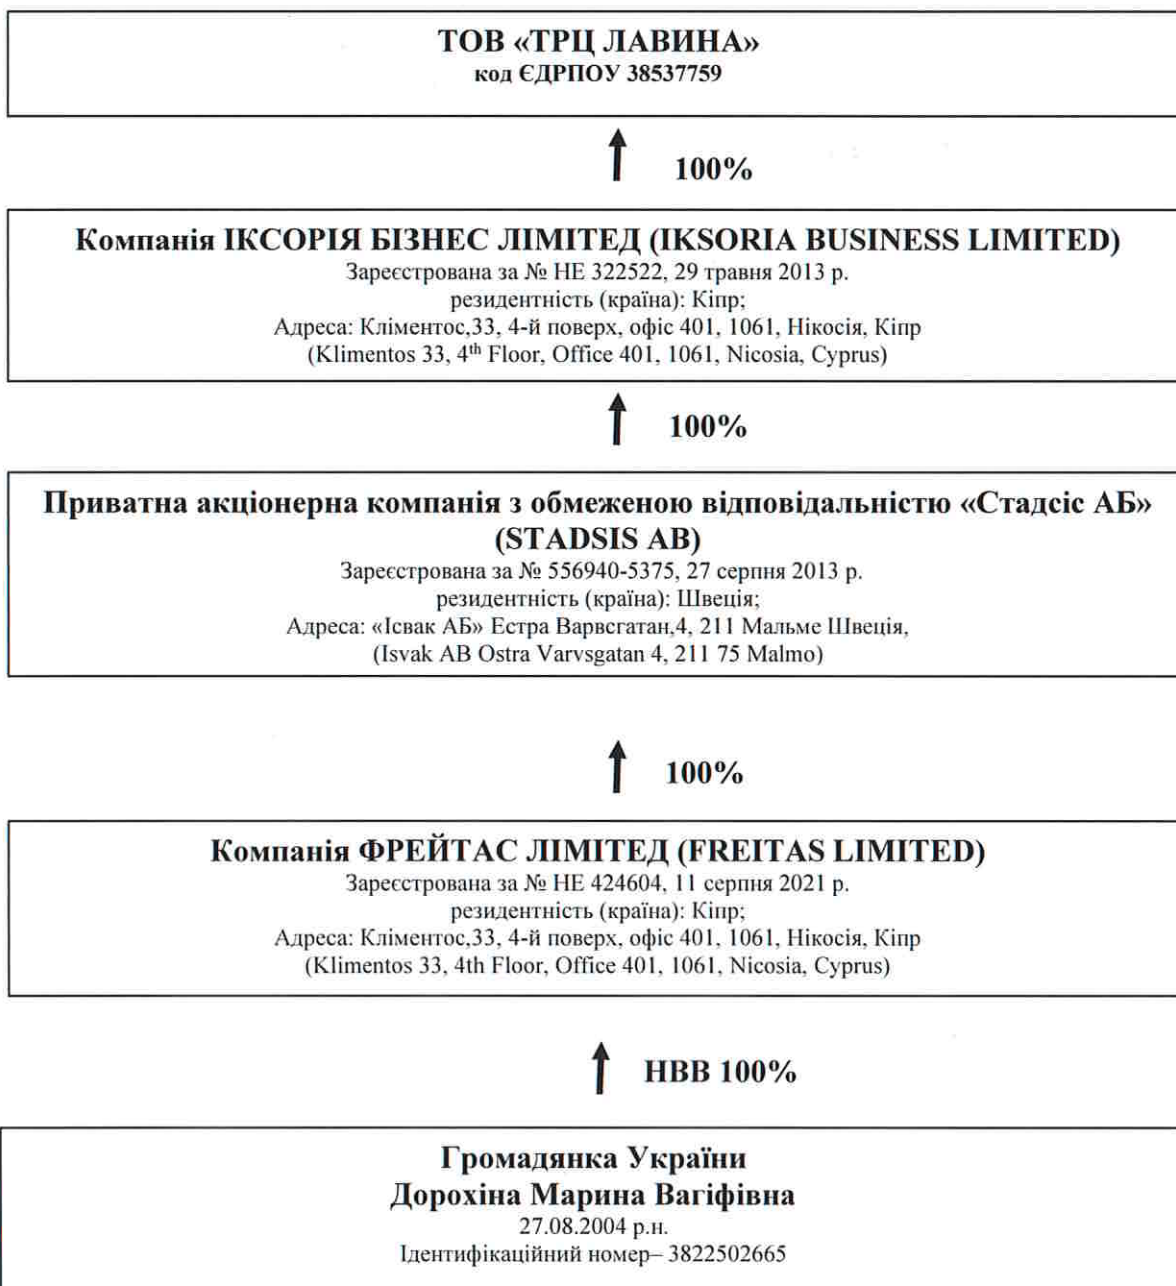 ТОВ «ТРЦ ЛАВИНА»
код ЄДРПОУ 38537759
100%
Компанія ІКСОРІЯ БІЗНЕС ЛІМІТЕД (IKSORIA BUSINESS LIMITED)
Зареєстрована за № HE 322522, 29 травня 2013 р.
резидентність (країна): Кіпр;
Адреса: Кліментос,33, 4-й поверх, офіс 401, 1061, Нікосія, Кіпр
(Klimentos 33, 4th Floor, Office 401, 1061, Nicosia, Cyprus)
100%
Приватна акціонерна компанія з обмеженою відповідальністю «Стадсіс АБ»
(STADSIS AB)
Зареєстрована за № 556940-5375, 27 серпня 2013 р.
резидентність (країна): Швеція;
Адреса: «Ісвак АБ» Естра Варвсгатан,4, 211 Мальме Швеція,
(Isvak AB Ostra Varvsgatan 4, 211 75 Malmo)
100%
Компанія ФРЕЙТАС ЛІМІТЕД (FREITAS LIMITED)
Зареєстрована за № HE 424604, 11 серпня 2021 р.
резидентність (країна): Кіпр;
Адреса: Кліментос,33, 4-й поверх, офіс 401, 1061, Нікосія, Кіпр
(Klimentos 33, 4th Floor, Office 401, 1061, Nicosia, Cyprus)
НВВ 100%
Громадянка України
Дорохіна Марина Вагіфівна
27.08.2004 р.н.
Ідентифікаційний номер– 3822502665